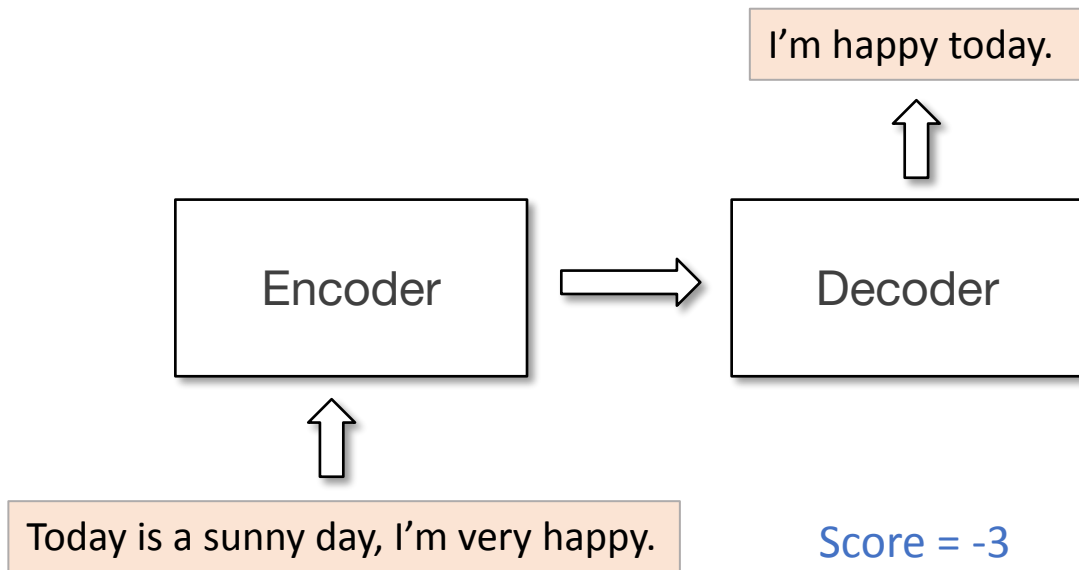 I’m happy today.
Encoder
Decoder
Today is a sunny day, I’m very happy.
Score = -3